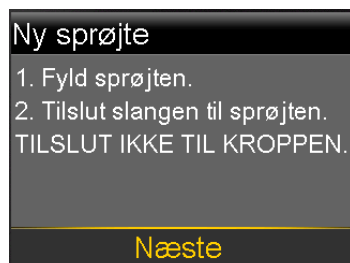 Ny sprøjte
1. Fyld sprøjten.
2. Tilslut slangen til sprøjten.
TILSLUT IKKE TIL KROPPEN.
Næste